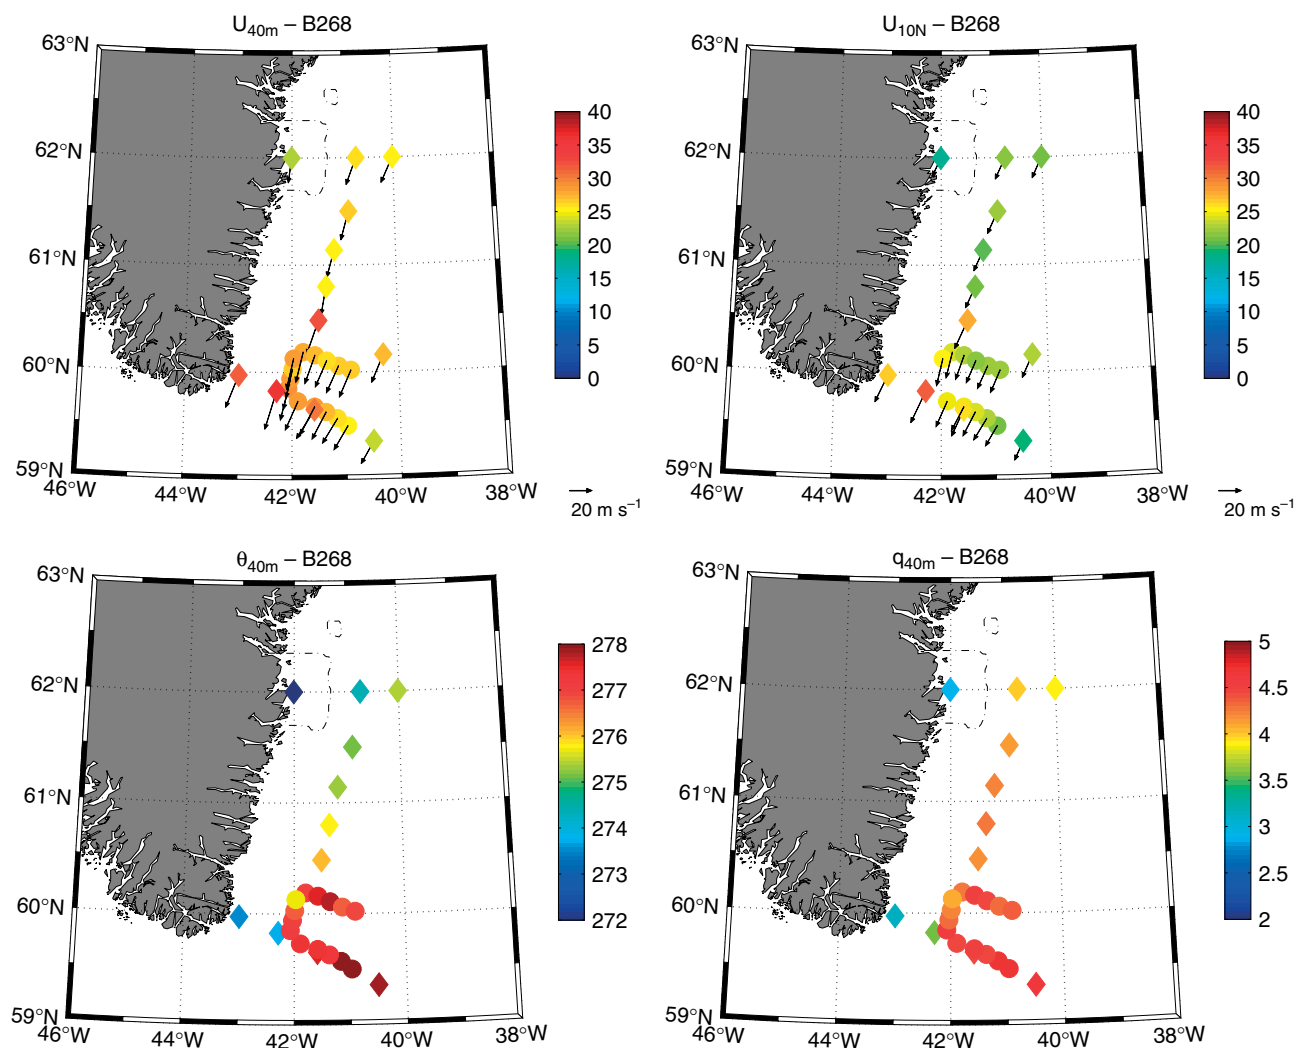 U40m – B268
63°N
62°N
61°N
60°N
59°N
46°W
44°W
42°W
40°W
38°W
40
35
30
25
20
15
10
5
0
20 m s−1
U10N – B268
63°N
62°N
61°N
60°N
59°N
46°W
44°W
42°W
40°W
38°W
40
35
30
25
20
15
10
5
0
20 m s−1
θ40m – B268
63°N
62°N
61°N
60°N
59°N
46°W
44°W
42°W
40°W
38°W
278
277
276
275
274
273
272
q40m – B268
63°N
62°N
61°N
60°N
59°N
46°W
44°W
42°W
40°W
38°W
5
4.5
4
3.5
3
2.5
2